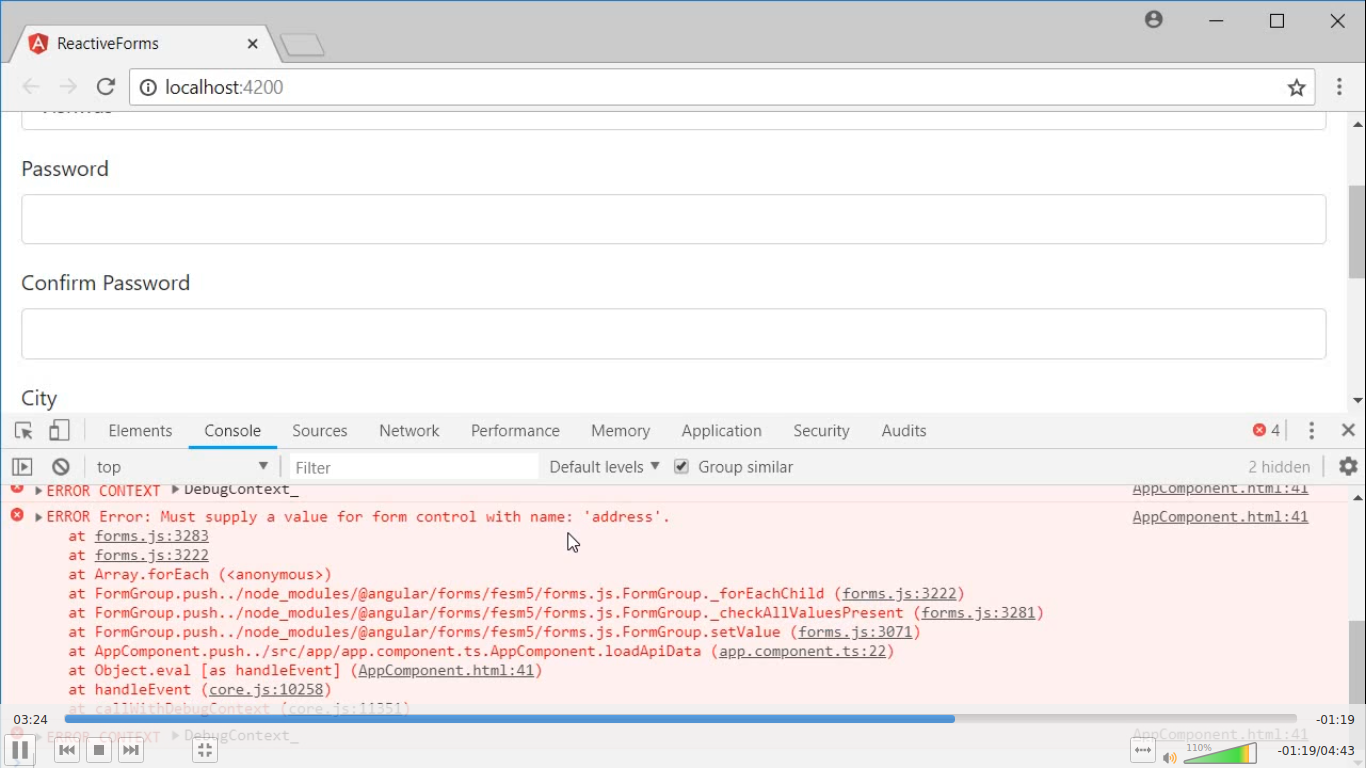 ReactiveForms
localhost:4200
Password
Confirm Password
City
Elements Console Sources Network Performance Memory Application Security Audits 4
top Filter Default levels Group similar 2 hidden
ERROR CONTEXT DebugContext_ AppComponent.html:41
ERROR Error: Must supply a value for form control with name: 'address'. AppComponent.html:41
at forms.js:3283
at forms.js:3222
at Array.forEach (<anonymous>)
at FormGroup.push../node_modules/@angular/forms/fesm5/forms.js.FormGroup._forEachChild (forms.js:3222)
at FormGroup.push../node_modules/@angular/forms/fesm5/forms.js.FormGroup._checkAllValuesPresent (forms.js:3281)
at FormGroup.push../node_modules/@angular/forms/fesm5/forms.js.FormGroup.setValue (forms.js:3071)
at AppComponent.push../src/app/app.component.ts.AppComponent.loadApiData (app.component.ts:22)
at Object.eval [as handleEvent] (AppComponent.html:41)
at handleEvent (core.js:10258)
at callWithDebugContext (core.js:11351)
03:24 -01:19
ERROR CONTEXT DebugContext_ AppComponent.html:41
110% -01:19/04:43